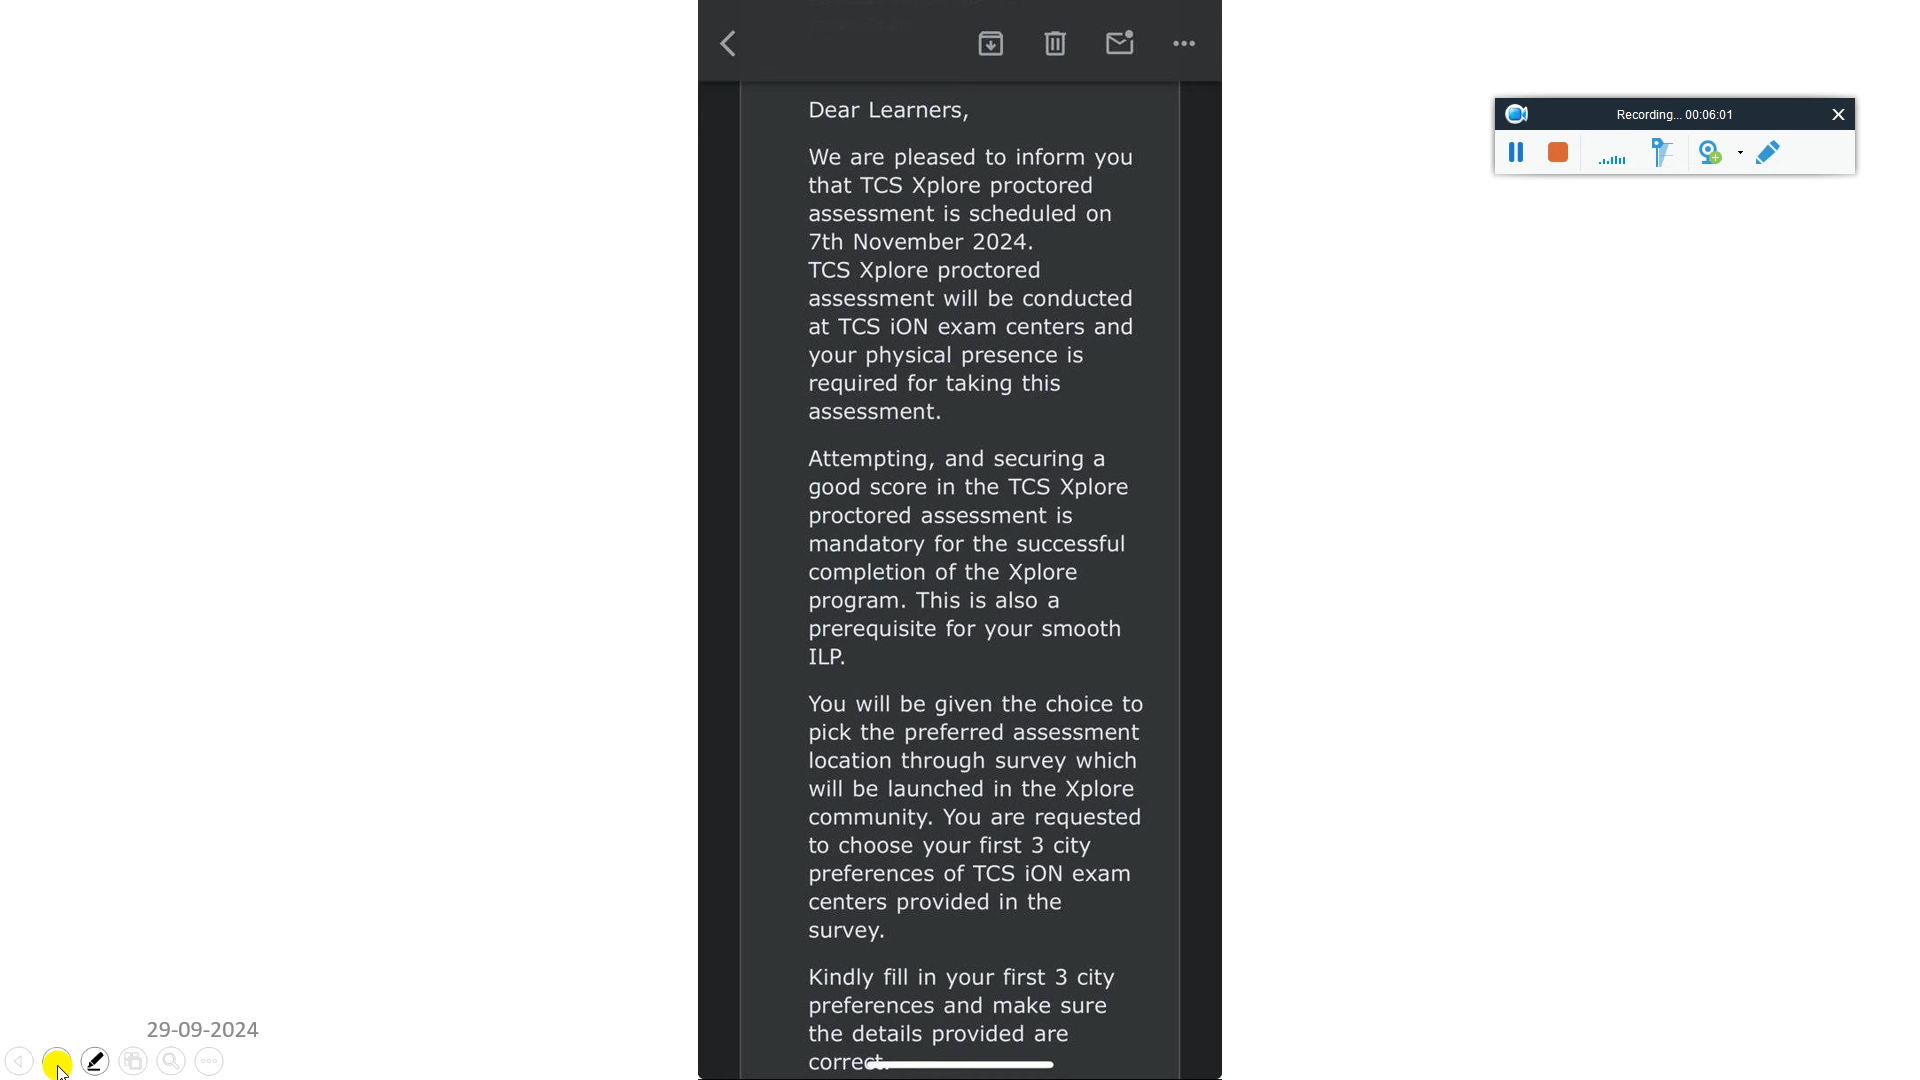 Dear Learners,
We are pleased to inform you
that TCS Xplore proctored
assessment is scheduled on
7th November 2024.
TCS Xplore proctored
assessment will be conducted
at TCS iON exam centers and
your physical presence is
required for taking this
assessment.
Attempting, and securing a
good score in the TCS Xplore
proctored assessment is
mandatory for the successful
completion of the Xplore
program. This is also a
prerequisite for your smooth
ILP.
You will be given the choice to
pick the preferred assessment
location through survey which
will be launched in the Xplore
community. You are requested
to choose your first 3 city
preferences of TCS iON exam
centers provided in the
survey.
Kindly fill in your first 3 city
preferences and make sure
the details provided are
correct.
Recording... 00:06:01
29-09-2024